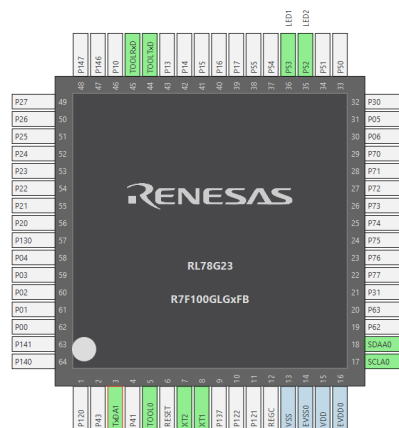 LED1
LED2
P147
P146
P10
TOOLRxD
TOOLTxD
P13
P14
P15
P16
P17
P55
P54
P53
P52
P51
P50
48
47
46
45
44
43
42
41
40
39
38
37
36
35
34
33
P27 49
P26 50
P25 51
P24 52
P23 53
P22 54
P21 55
P20 56
P130 57
P04 58
P03 59
P02 60
P01 61
P00 62
P141 63
P140 64
RENESAS
RL78G23
R7F100GLGxFB
32 P30
31 P05
30 P06
29 P70
28 P71
27 P72
26 P73
25 P74
24 P75
23 P76
22 P77
21 P31
20 P63
19 P62
18 SDAA0
17 SCLA0
1
2
3
4
5
6
7
8
9
10
11
12
13
14
15
16
P120
P43
TxDA1
P41
TOOL0
RESET
XT2
XT1
P137
P122
P121
REGC
VSS
EVSS0
VDD
EVDD0